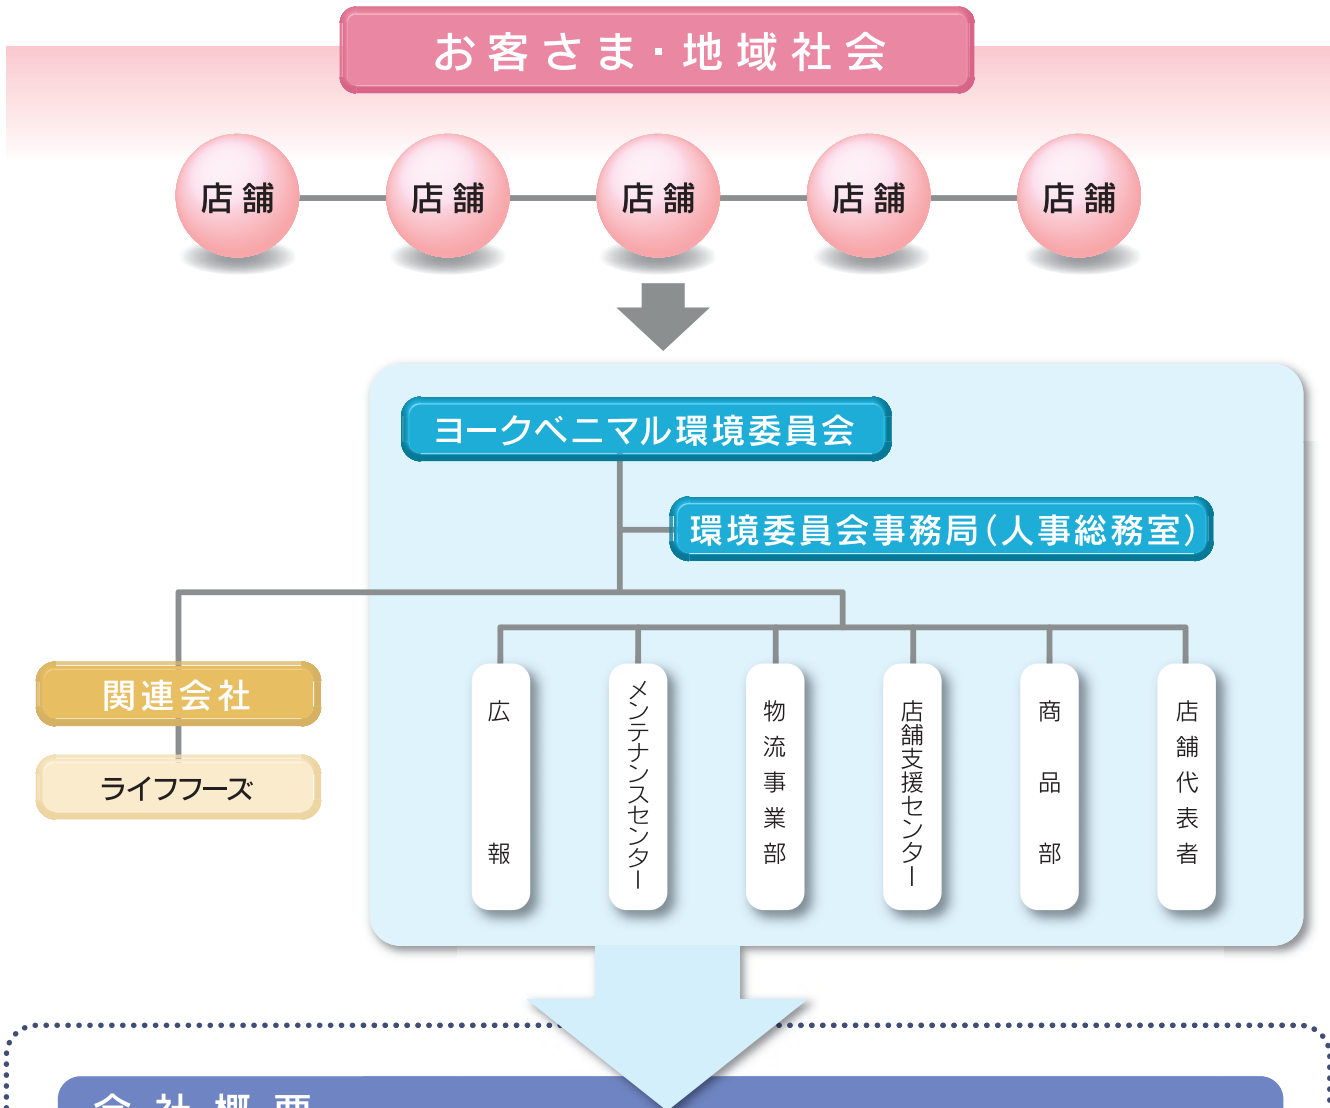 お客さま・地域社会
店舗
店舗
店舗
店舗
店舗
ヨークベニマル環境委員会
環境委員会事務局（人事総務室）
関連会社
ライフフーズ
広報
メンテナンスセンター
物流事業部
店舗支援センター
商品部
店舗代表者
会社概要